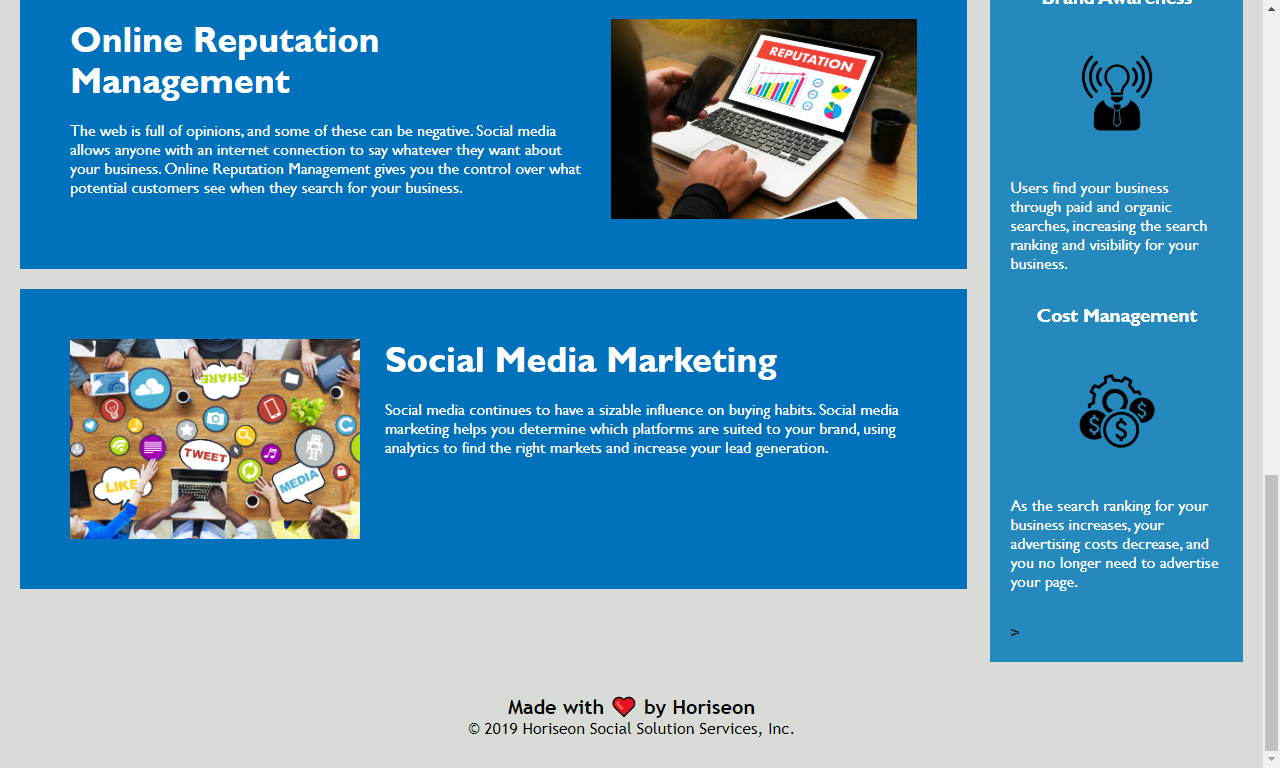 Online Reputation
Management
The web is full of opinions, and some of these can be negative. Social media
allows anyone with an internet connection to say whatever they want about
your business. Online Reputation Management gives you the control over what
potential customers see when they search for your business.
REPUTATION
SHARE
TWEET
LIKE
MEDIA
Social Media Marketing
Social media continues to have a sizable influence on buying habits. Social media
marketing helps you determine which platforms are suited to your brand, using
analytics to find the right markets and increase your lead generation.
Brand Awareness
Users find your business
through paid and organic
searches, increasing the search
ranking and visibility for your
business.
Cost Management
$
$
$
As the search ranking for your
business increases, your
advertising costs decrease, and
you no longer need to advertise
your page.
>
Made with ❤️ by Horiseon
© 2019 Horiseon Social Solution Services, Inc.